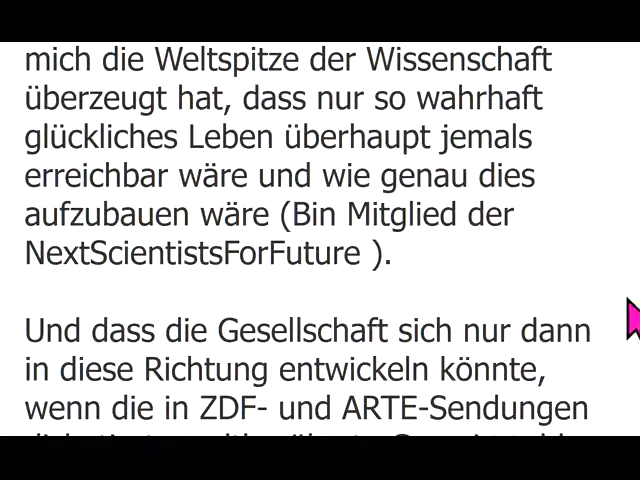 mich die Weltspitze der Wissenschaft
überzeugt hat, dass nur so wahrhaft
glückliches Leben überhaupt jemals
erreichbar wäre und wie genau dies
aufzubauen wäre (Bin Mitglied der
NextScientistsForFuture ).
Und dass die Gesellschaft sich nur dann
in diese Richtung entwickeln könnte,
wenn die in ZDF- und ARTE-Sendungen